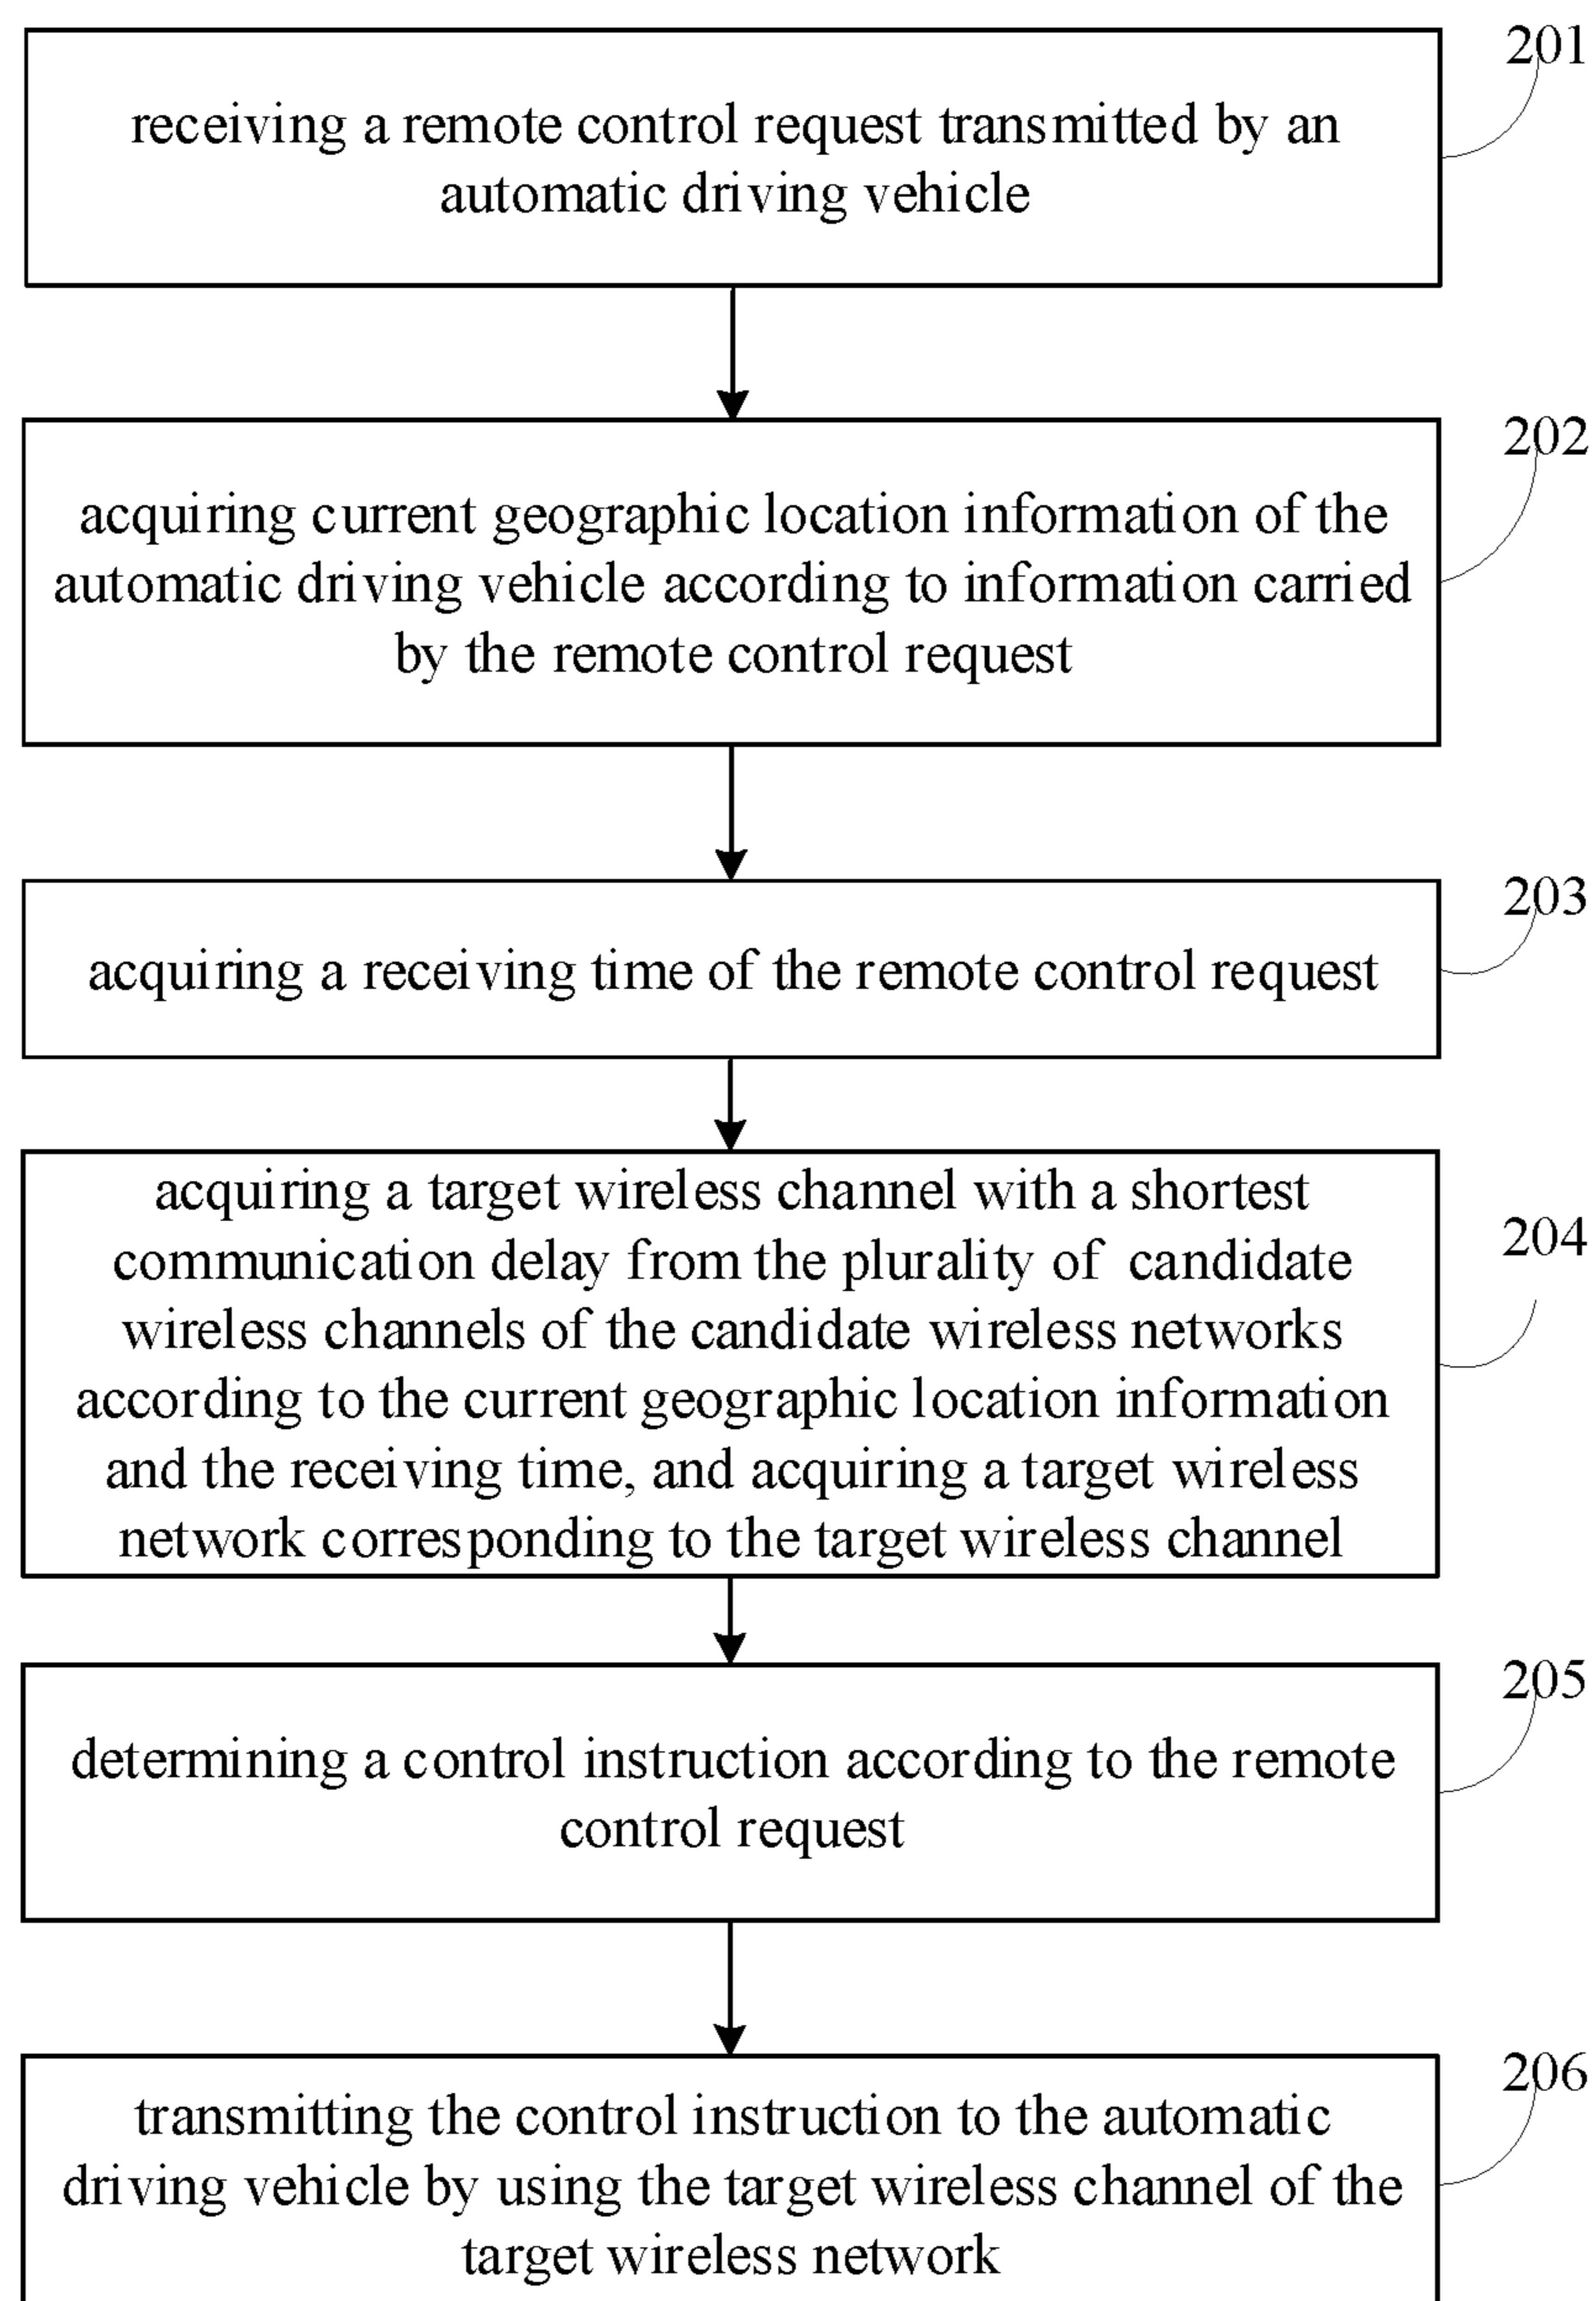 201
receiving a remote control request transmitted by an
automatic driving vehicle
202
acquiring current geographic location information of the
automatic driving vehicle according to information carried
by the remote control request
203
acquiring a receiving time of the remote control request
204
acquiring a target wireless channel with a shortest
communication delay from the plurality of candidate
wireless channels of the candidate wireless networks
according to the current geographic location information
and the receiving time, and acquiring a target wireless
network corresponding to the target wireless channel
205
determining a control instruction according to the remote
control request
206
transmitting the control instruction to the automatic
driving vehicle by using the target wireless channel of the
target wireless network